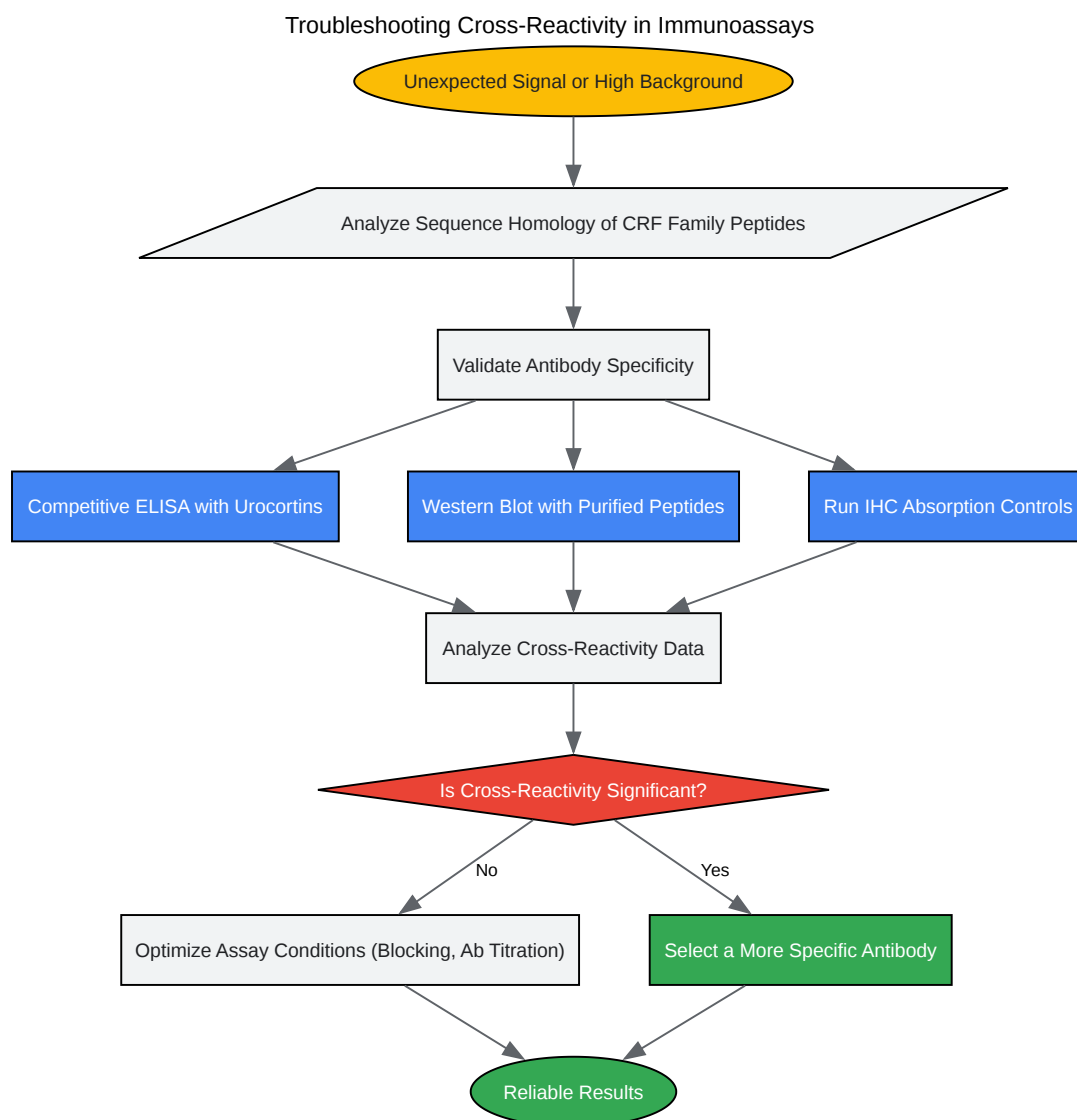 Troubleshooting Cross-Reactivity in Immunoassays
Unexpected Signal or High Background
Analyze Sequence Homology of CRF Family Peptides
Validate Antibody Specificity
Competitive ELISA with Urocortins
Western Blot with Purified Peptides
Run IHC Absorption Controls
Analyze Cross-Reactivity Data
Is Cross-Reactivity Significant?
No
Yes
Optimize Assay Conditions (Blocking, Ab Titration)
Select a More Specific Antibody
Reliable Results